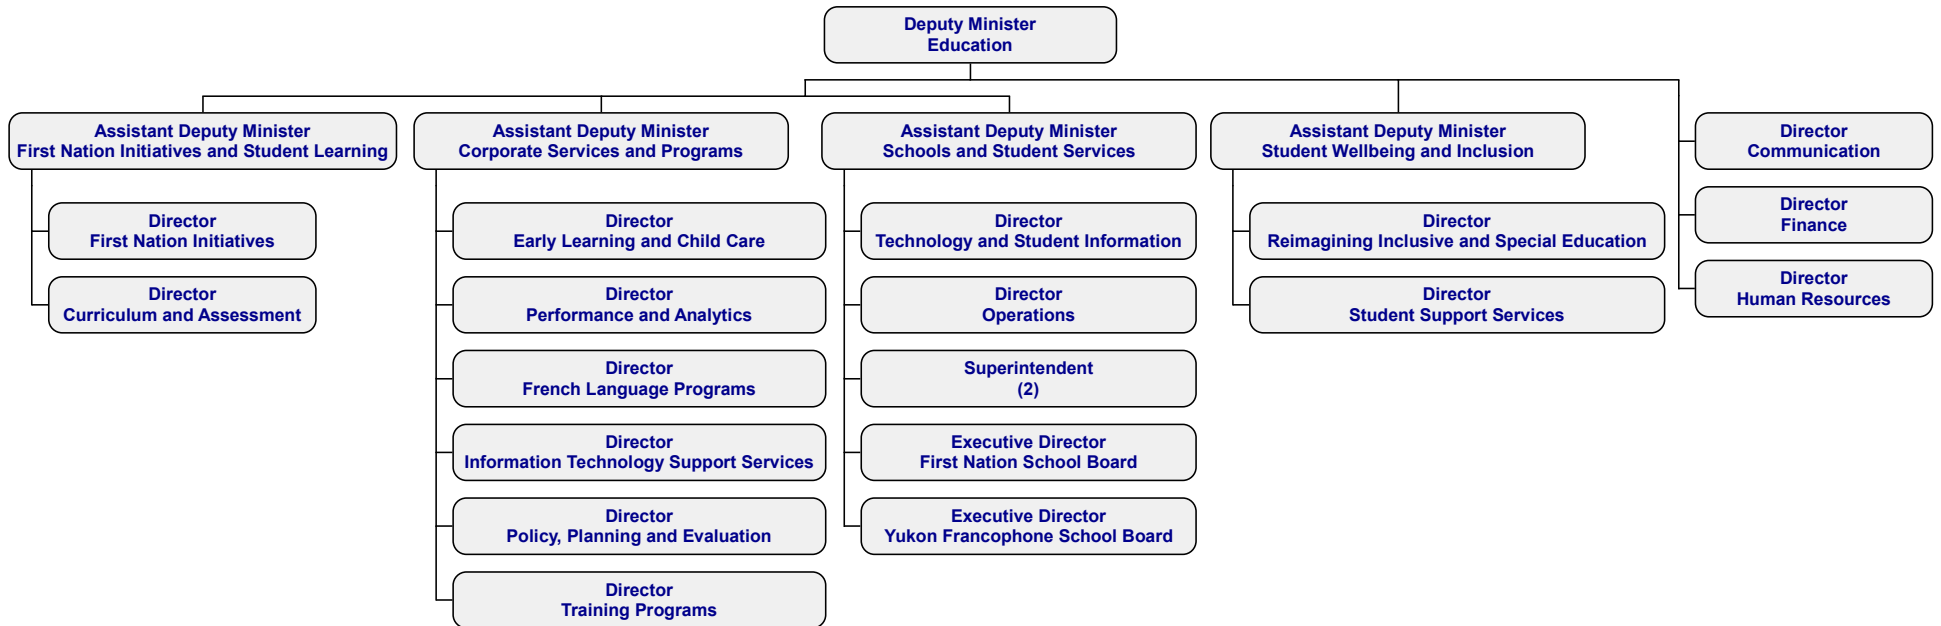 Deputy Minister
Education
Assistant Deputy Minister
First Nation Initiatives and Student Learning
Director
First Nation Initiatives
Director
Curriculum and Assessment
Assistant Deputy Minister
Corporate Services and Programs
Director
Early Learning and Child Care
Director
Performance and Analytics
Director
French Language Programs
Director
Information Technology Support Services
Director
Policy, Planning and Evaluation
Director
Training Programs
Assistant Deputy Minister
Schools and Student Services
Director
Technology and Student Information
Director
Operations
Superintendent
(2)
Executive Director
First Nation School Board
Executive Director
Yukon Francophone School Board
Assistant Deputy Minister
Student Wellbeing and Inclusion
Director
Reimagining Inclusive and Special Education
Director
Student Support Services
Director
Communication
Director
Finance
Director
Human Resources